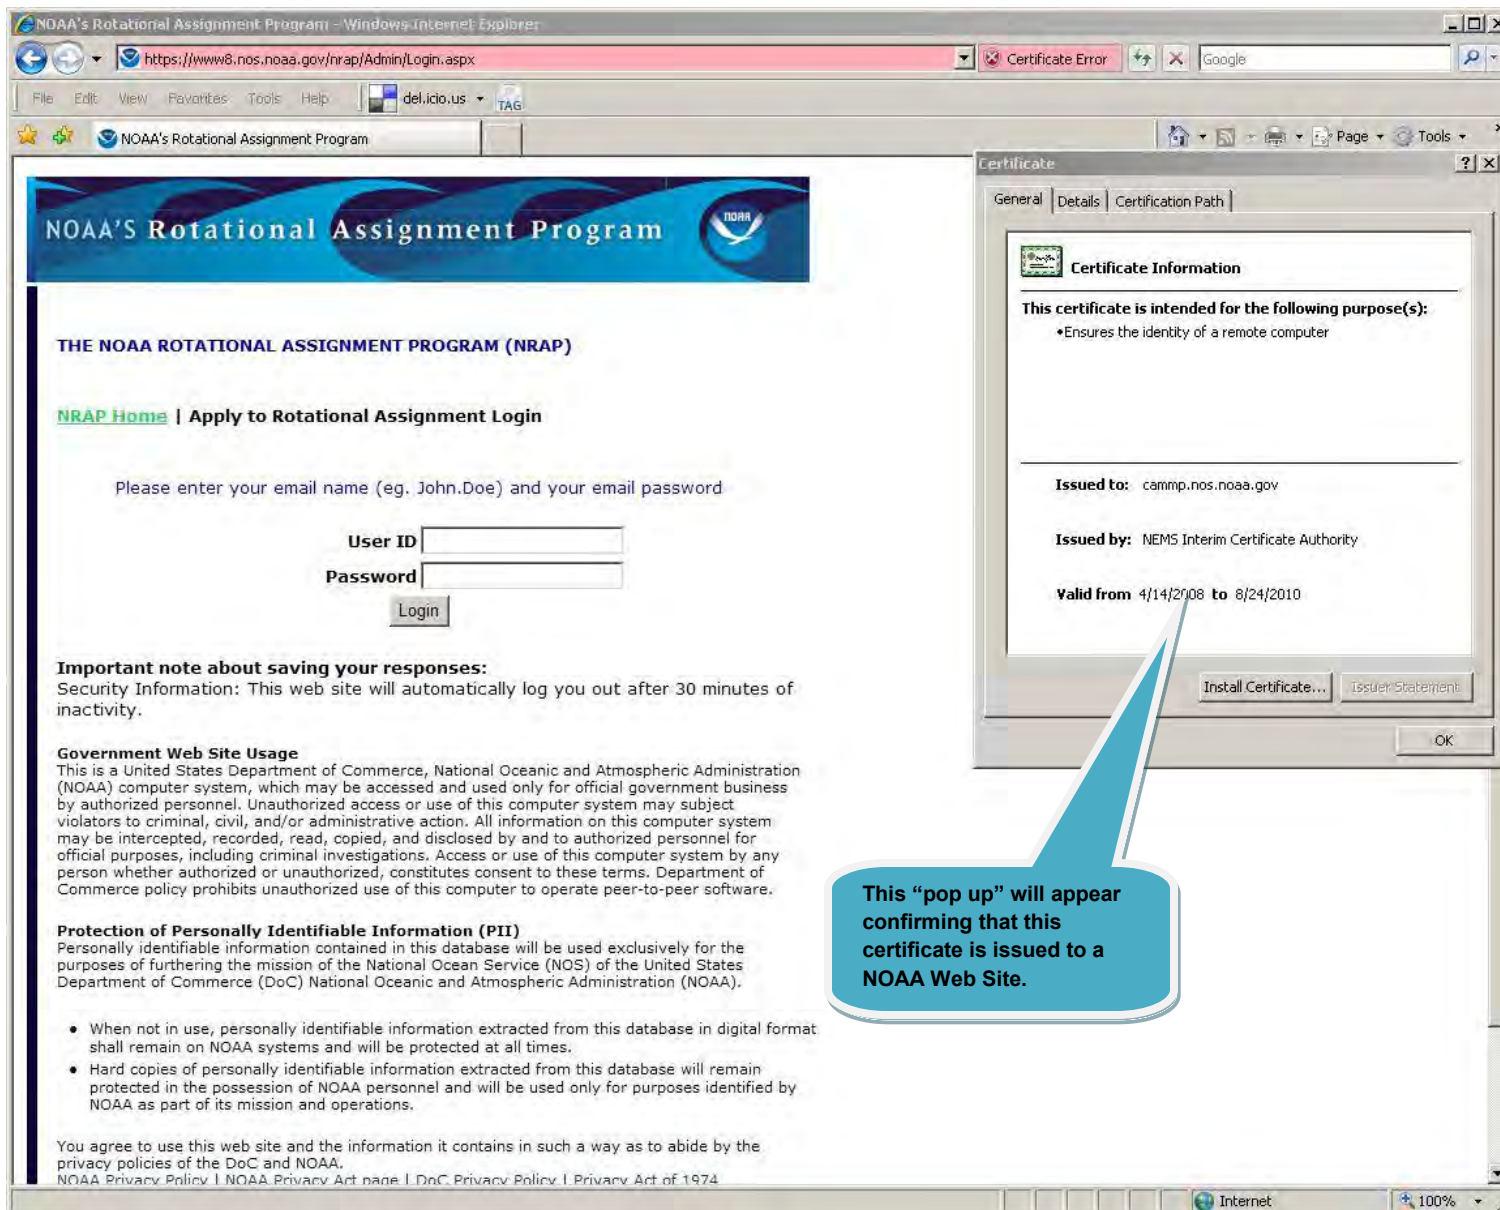 NOAA's Rotational Assignment Program - Windows Internet Explorer
https://www8.nos.noaa.gov/nrap/Admin/Login.aspx
Certificate Error
Google
File Edit View Favorites Tools Help
del.icio.us
TAG
NOAA's Rotational Assignment Program
Page
Tools
NOAA'S Rotational Assignment Program
NOAA
THE NOAA ROTATIONAL ASSIGNMENT PROGRAM (NRAP)
NRAP Home | Apply to Rotational Assignment Login
Please enter your email name (eg. John.Doe) and your email password
User ID
Password
Login
Important note about saving your responses:
Security Information: This web site will automatically log you out after 30 minutes of
inactivity.
Government Web Site Usage
This is a United States Department of Commerce, National Oceanic and Atmospheric Administration
(NOAA) computer system, which may be accessed and used only for official government business
by authorized personnel. Unauthorized access or use of this computer system may subject
violators to criminal, civil, and/or administrative action. All information on this computer system
may be intercepted, recorded, read, copied, and disclosed by and to authorized personnel for
official purposes, including criminal investigations. Access or use of this computer system by any
person whether authorized or unauthorized, constitutes consent to these terms. Department of
Commerce policy prohibits unauthorized use of this computer to operate peer-to-peer software.
Protection of Personally Identifiable Information (PII)
Personally identifiable information contained in this database will be used exclusively for the
purposes of furthering the mission of the National Ocean Service (NOS) of the United States
Department of Commerce (DoC) National Oceanic and Atmospheric Administration (NOAA).
• When not in use, personally identifiable information extracted from this database in digital format
shall remain on NOAA systems and will be protected at all times.
• Hard copies of personally identifiable information extracted from this database will remain
protected in the possession of NOAA personnel and will be used only for purposes identified by
NOAA as part of its mission and operations.
You agree to use this web site and the information it contains in such a way as to abide by the
privacy policies of the DoC and NOAA.
NOAA Privacy Policy | NOAA Privacy Act page | DoC Privacy Policy | Privacy Act of 1974
Certificate
General Details Certification Path
Certificate Information
This certificate is intended for the following purpose(s):
•Ensures the identity of a remote computer
Issued to: cammp.nos.noaa.gov
Issued by: NEMS Interim Certificate Authority
Valid from 4/14/2008 to 8/24/2010
Install Certificate... Issuer Statement
OK
This “pop up” will appear
confirming that this
certificate is issued to a
NOAA Web Site.
Internet
100%